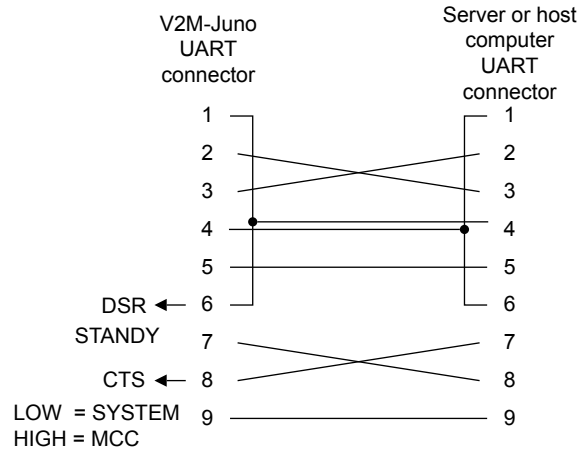 V2M-Juno
UART
connector
Server or host
computer
UART
connector
1 1
2 2
3 3
4 4
5 5
DSR 6 6
STANDY 7 7
CTS 8 8
LOW = SYSTEM 9 9
HIGH = MCC